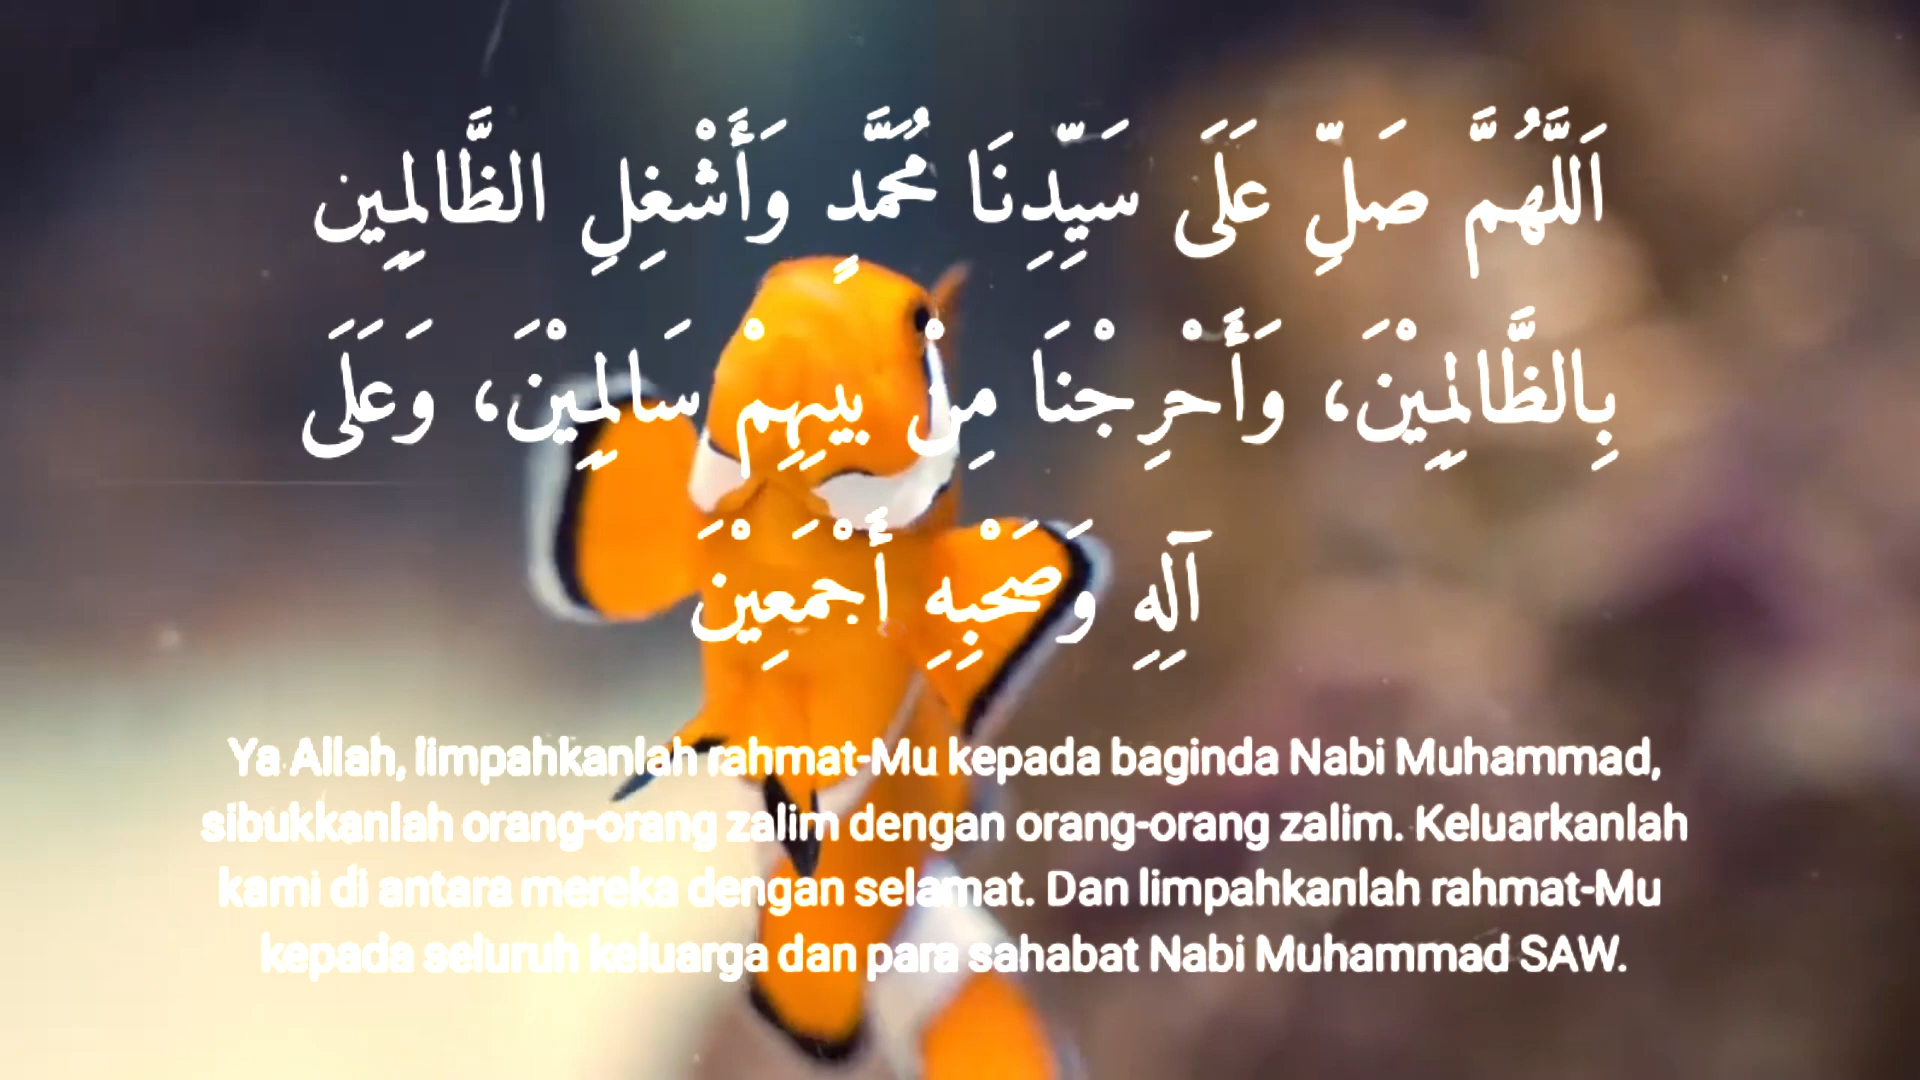 اَللَّهُمَّ صَلِّ عَلَى سَيِّدِنَا مُحَمَّدٍ وَأَشْغِلِ الظَّالِمِين
بِالظَّالِمِيْنَ، وَأَحْرِجْنَا مِنْ بيبِهِمْ سَالِمِيْنَ، وَعَلَى
آلِهِ وَصَحْبِهِ أَجْمَعِيْنَ
Ya Allah, limpahkanlah rahmat-Mu kepada baginda Nabi Muhammad,
sibukkanlah orang-orang zalim dengan orang-orang zalim. Keluarkanlah
kami di antara mereka dengan selamat. Dan limpahkanlah rahmat-Mu
kepada seluruh keluarga dan para sahabat Nabi Muhammad SAW.